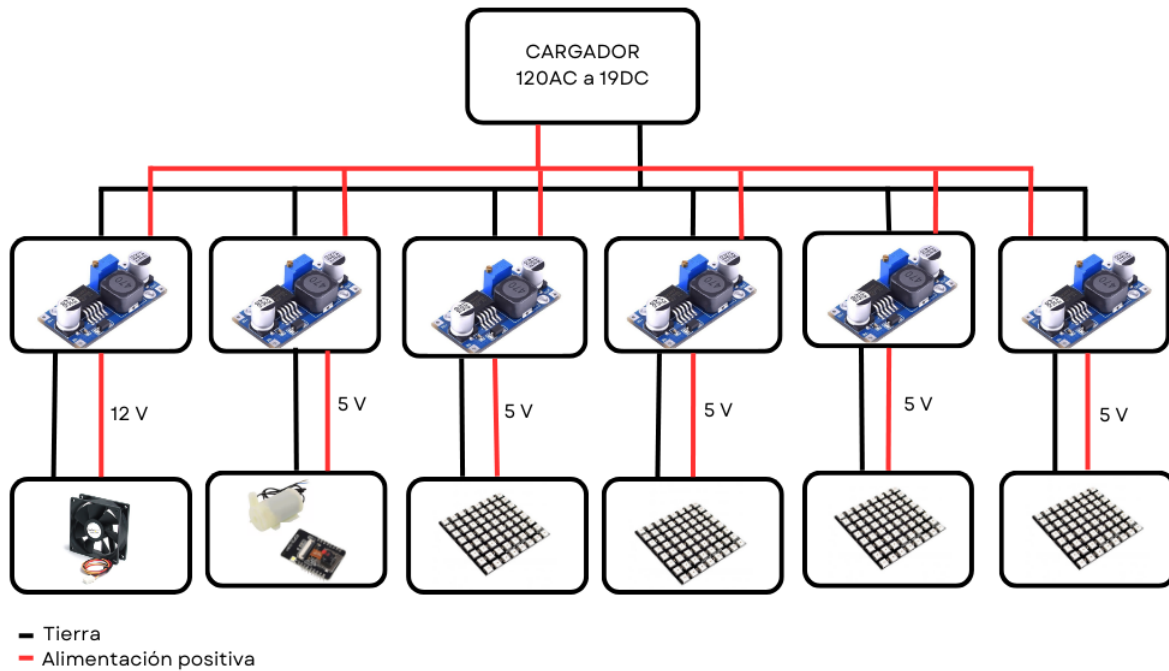 CARGADOR
120AC a 19DC
12 V
5 V
5 V
5 V
5 V
5 V
Tierra
Alimentación positiva